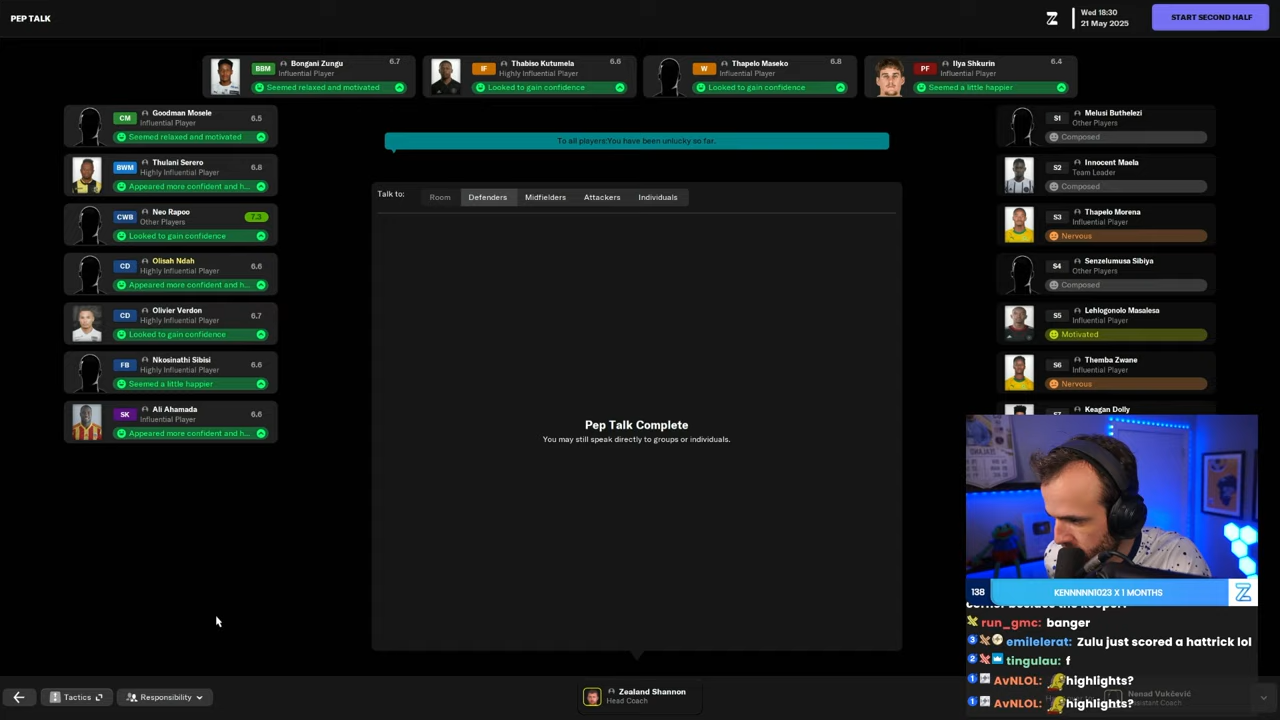 PEP TALK
Wed 18:30
21 May 2025
START SECOND HALF
BBM
Bongani Zungu
Influential Player
6.7
Seemed relaxed and motivated
IF
Thabiso Kutumela
Highly Influential Player
6.6
Looked to gain confidence
W
Thapelo Maseko
Influential Player
6.8
Looked to gain confidence
PF
Ilya Shkurin
Influential Player
6.4
Seemed a little happier
CM
Goodman Mosele
Influential Player
6.5
Seemed relaxed and motivated
BWM
Thulani Serero
Influential Player
6.8
Appeared more confident and h...
CWB
Neo Rapoo
Other Players
7.3
Looked to gain confidence
CD
Olisah Ndah
Highly Influential Player
6.6
Appeared more confident and h...
CD
Olivier Verdon
Highly Influential Player
6.7
Looked to gain confidence
FB
Nkosinathi Sibisi
Highly Influential Player
6.6
Seemed a little happier
SK
Ali Ahamada
Influential Player
6.6
Appeared more confident and h...
To all players:You have been unlucky so far.
Talk to:
Room
Defenders
Midfielders
Attackers
Individuals
Pep Talk Complete
You may still speak directly to groups or individuals.
S1
Melusi Buthelezi
Other Players
Composed
S2
Innocent Maela
Team Leader
Composed
S3
Thapelo Morena
Influential Player
Nervous
S4
Senzelumusa Sibiya
Other Players
Composed
S5
Lehlogonolo Masalesa
Influential Player
Motivated
S6
Themba Zwane
Influential Player
Nervous
Keagan Dolly
138
KENNNNN1023 X 1 MONTHS
corner besides the keeper?
run_gmc: banger
emilelerat: Zulu just scored a hattrick lol
tingulau: f
AvNLOL: highlights?
AvNLOL: highlights?
Tactics
Responsibility
Zealand Shannon
Head Coach
Nenad Vukčević
Assistant Coach